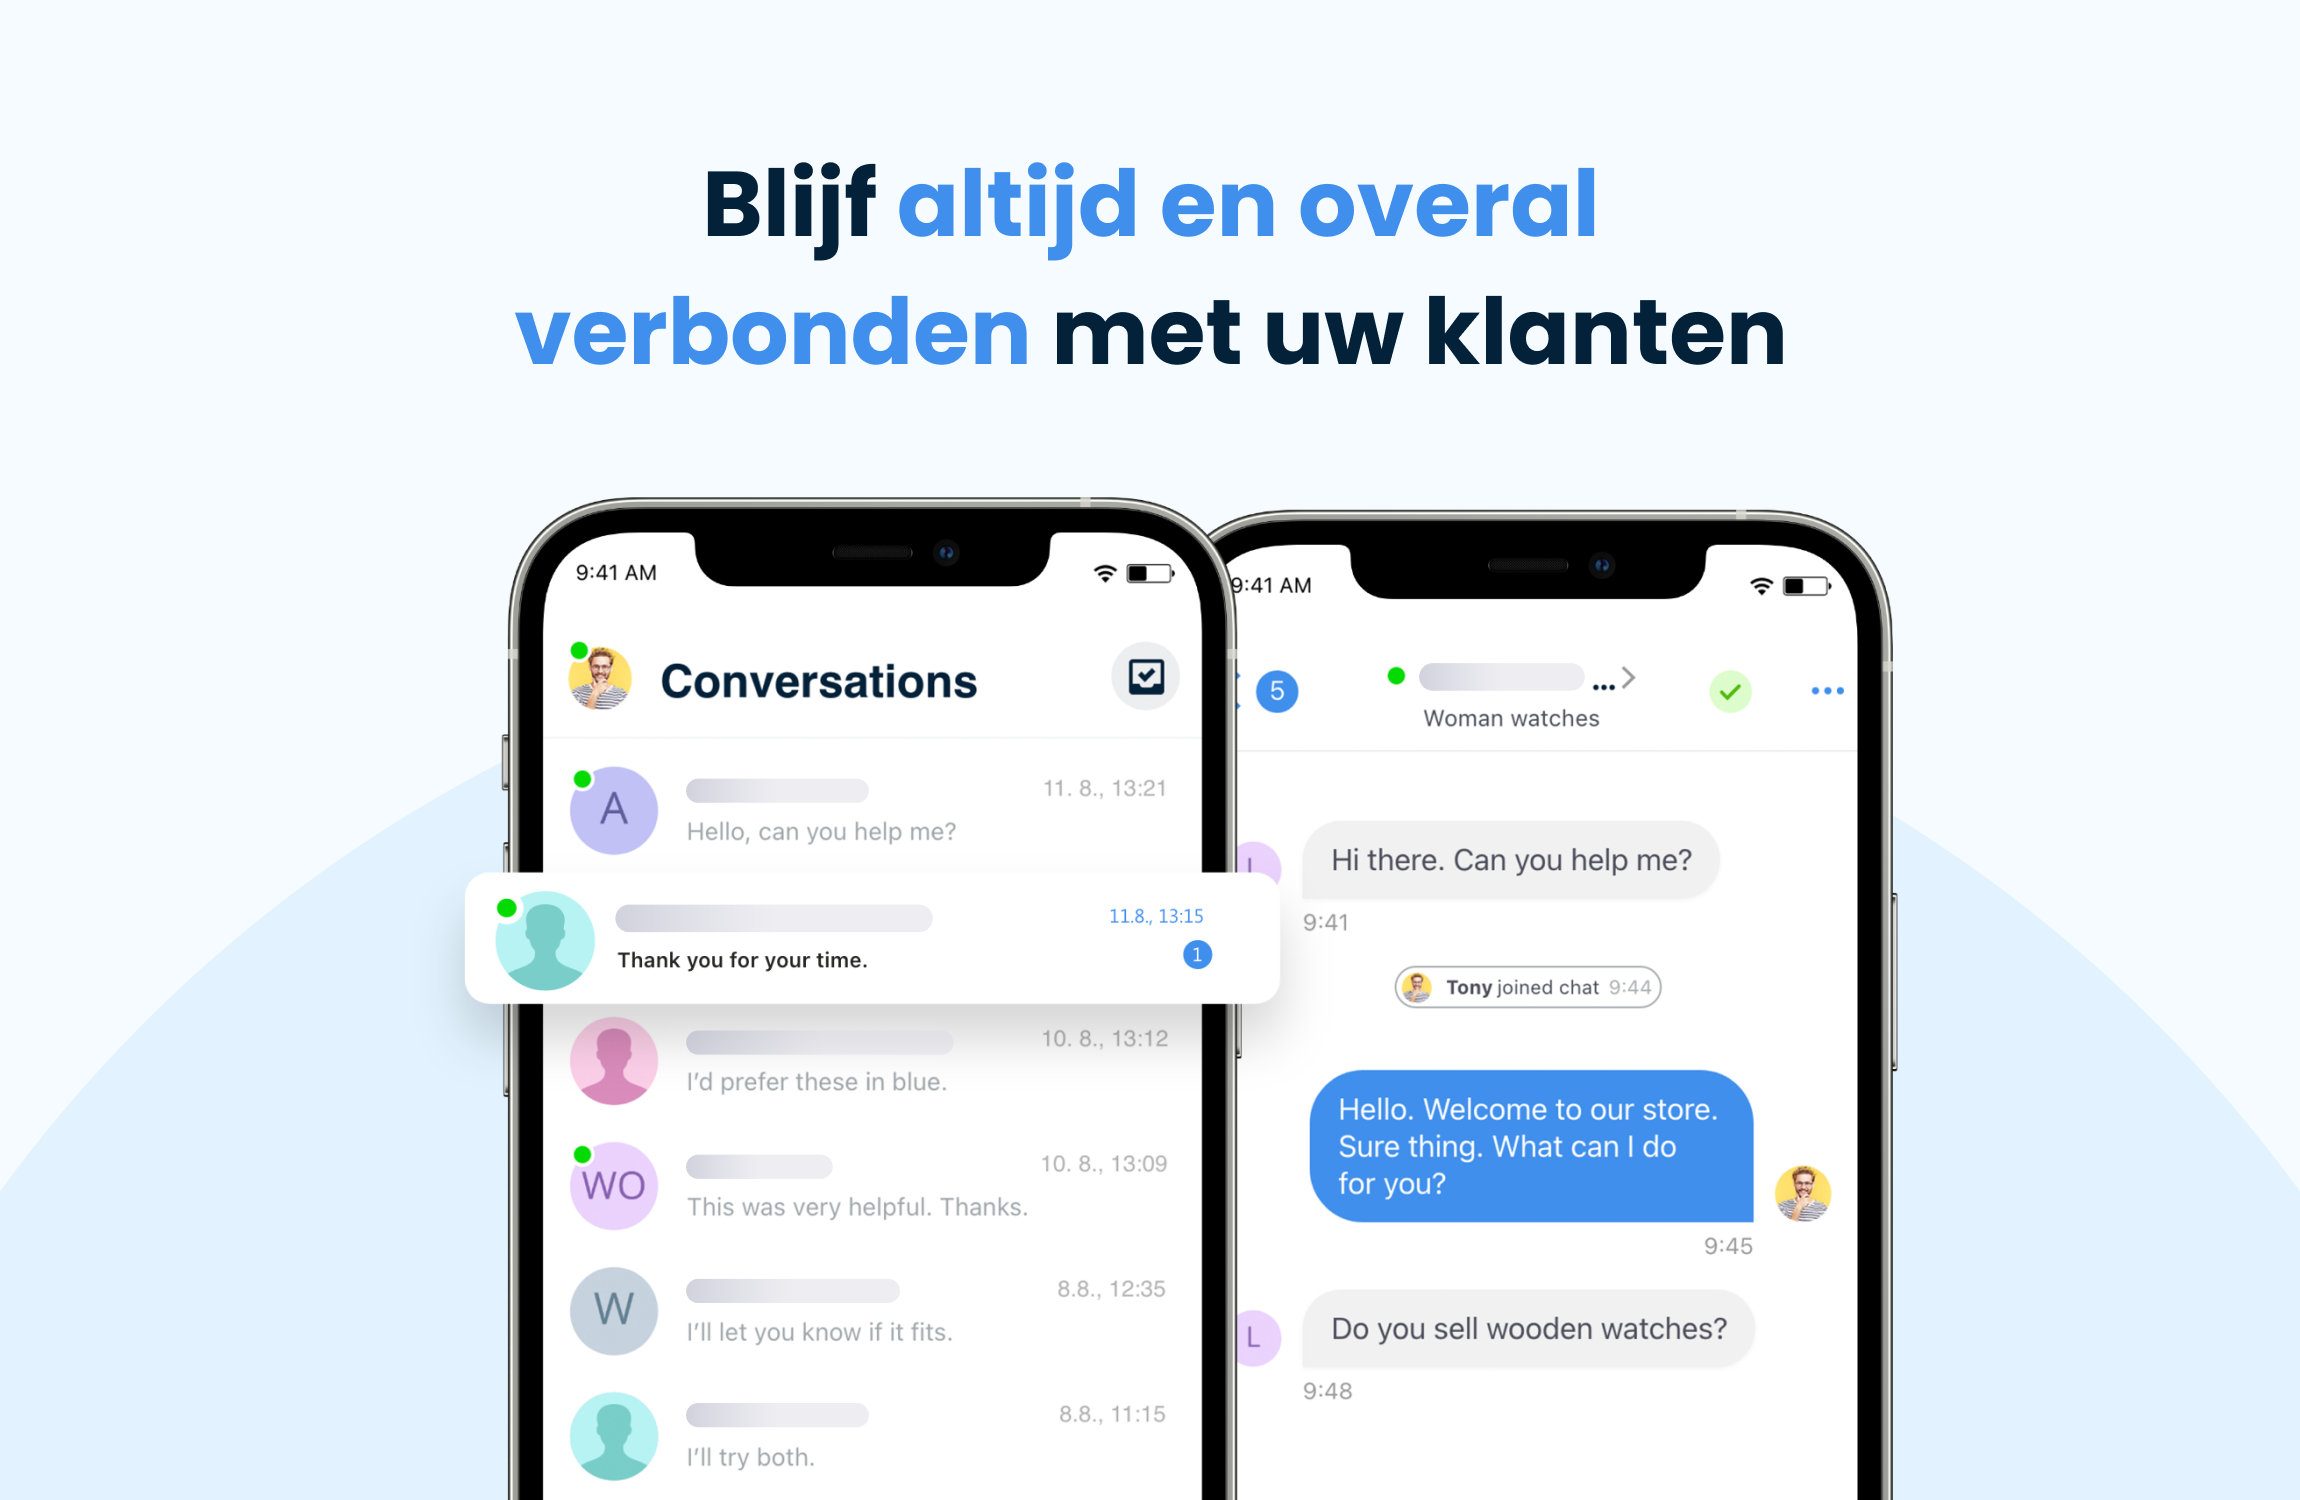 Blijf altijd en overal
verbonden met uw klanten
9:41 AM
Conversations
A
11. 8., 13:21
Hello, can you help me?
11.8., 13:15
Thank you for your time.
1
10. 8., 13:12
I'd prefer these in blue.
WO
10. 8., 13:09
This was very helpful. Thanks.
W
8.8., 12:35
I'll let you know if it fits.
8.8., 11:15
I'll try both.
9:41 AM
5
...
Woman watches
L
Hi there. Can you help me?
9:41
Tony joined chat 9:44
Hello. Welcome to our store.
Sure thing. What can I do
for you?
9:45
L
Do you sell wooden watches?
9:48